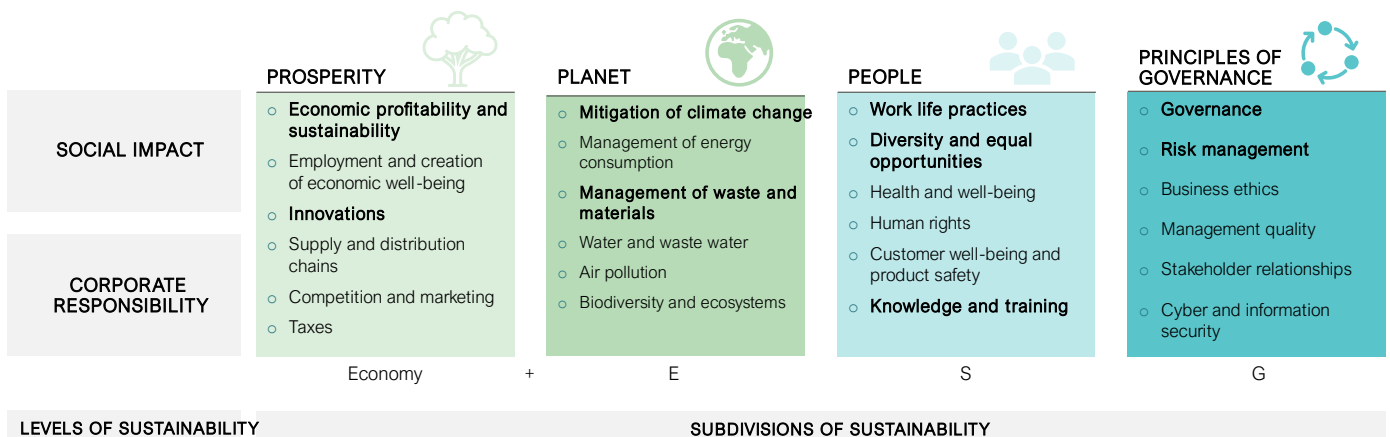 PROSPERITY
Economic profitability and
sustainability
Employment and creation
of economic well-being
Innovations
Supply and distribution
chains
Competition and marketing
Taxes
PLANET
Mitigation of climate change
Management of energy
consumption
Management of waste and
materials
Water and waste water
Air pollution
Biodiversity and ecosystems
PEOPLE
Work life practices
Diversity and equal
opportunities
Health and well-being
Human rights
Customer well-being and
product safety
Knowledge and training
PRINCIPLES OF
GOVERNANCE
Governance
Risk management
Business ethics
Management quality
Stakeholder relationships
Cyber and information
security
SOCIAL IMPACT
CORPORATE
RESPONSIBILITY
Economy + E S G
LEVELS OF SUSTAINABILITY
SUBDIVISIONS OF SUSTAINABILITY